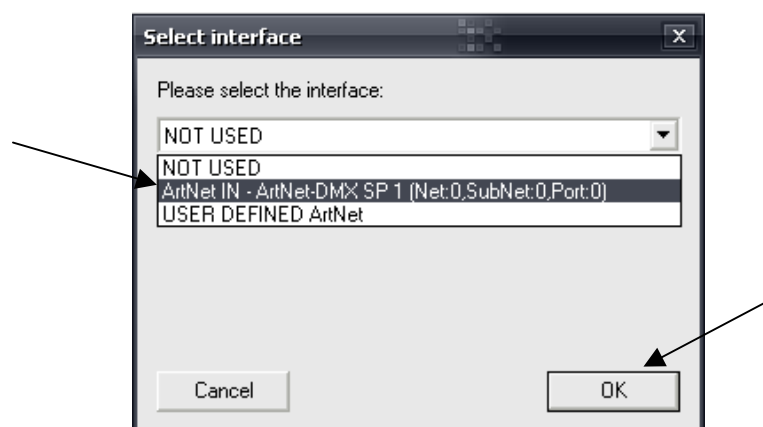 Select interface
Please select the interface:
NOT USED
NOT USED
ArtNet IN - ArtNet-DMX SP 1 (Net:0,SubNet:0,Port:0)
USER DEFINED ArtNet
Cancel OK